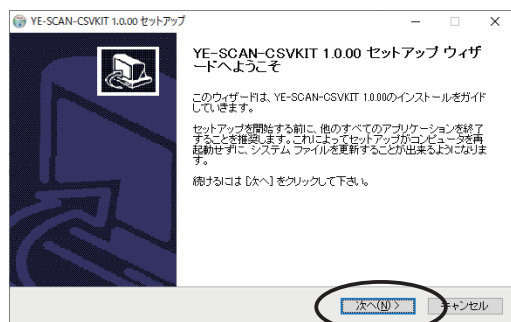 YE-SCAN-CSVKIT 1.0.00 セットアップ
YE-SCAN-CSVKIT 1.0.00 セットアップ ウィザ
ードへようこそ
このウィザードは、YE-SCAN-CSVKIT 1.0.00のインストールをガイド
していきます。
セットアップを開始する前に、他のすべてのアプリケーションを終了
することを推奨します。これによってセットアップがコンピュータを再
起動せずに、システム ファイルを更新することが出来るようになりま
す。
続けるには [次へ] をクリックして下さい。
次へ(N) >
キャンセル